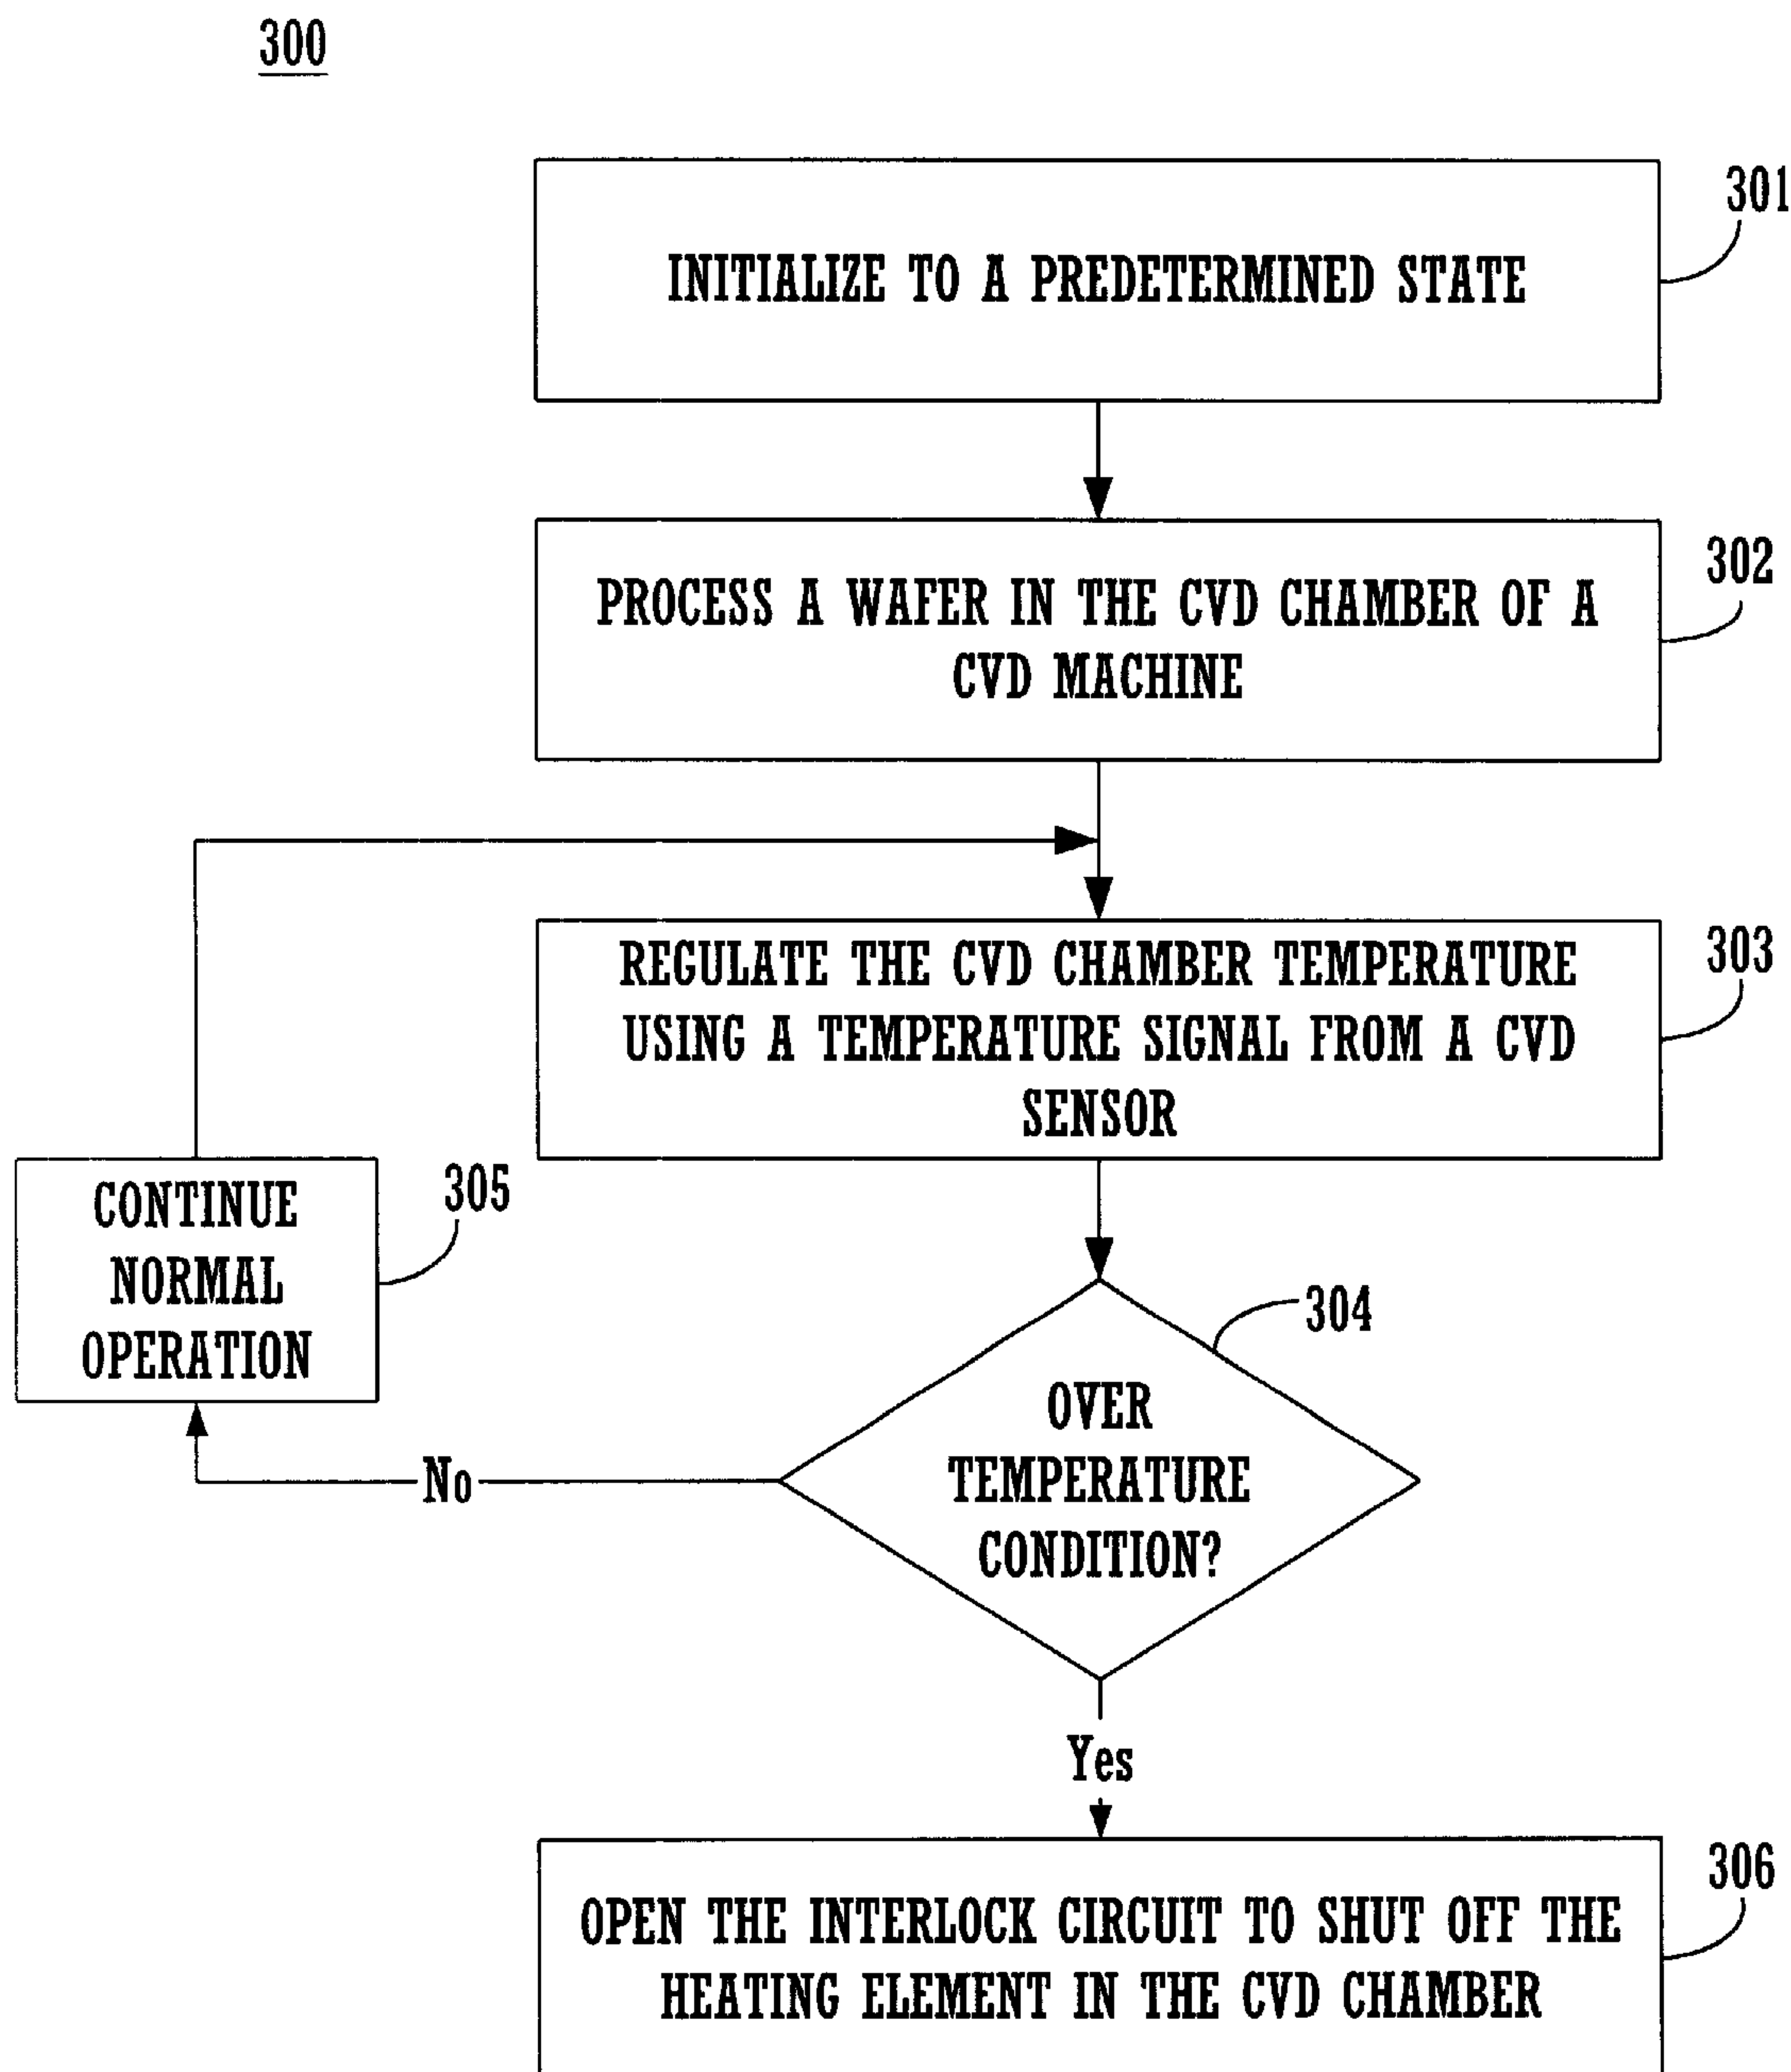 300
INITIALIZE TO A PREDETERMINED STATE
301
PROCESS A WAFER IN THE CVD CHAMBER OF A
CVD MACHINE
302
REGULATE THE CVD CHAMBER TEMPERATURE
USING A TEMPERATURE SIGNAL FROM A CVD
SENSOR
303
CONTINUE
NORMAL
OPERATION
305
OVER
TEMPERATURE
CONDITION?
304
No
Yes
OPEN THE INTERLOCK CIRCUIT TO SHUT OFF THE
HEATING ELEMENT IN THE CVD CHAMBER
306